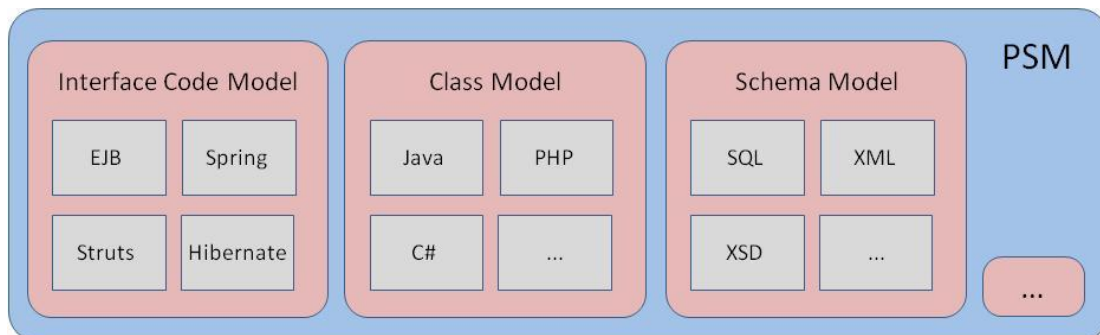 PSM
Interface Code Model
EJB
Spring
Struts
Hibernate
Class Model
Java
PHP
C#
...
Schema Model
SQL
XML
XSD
...
...